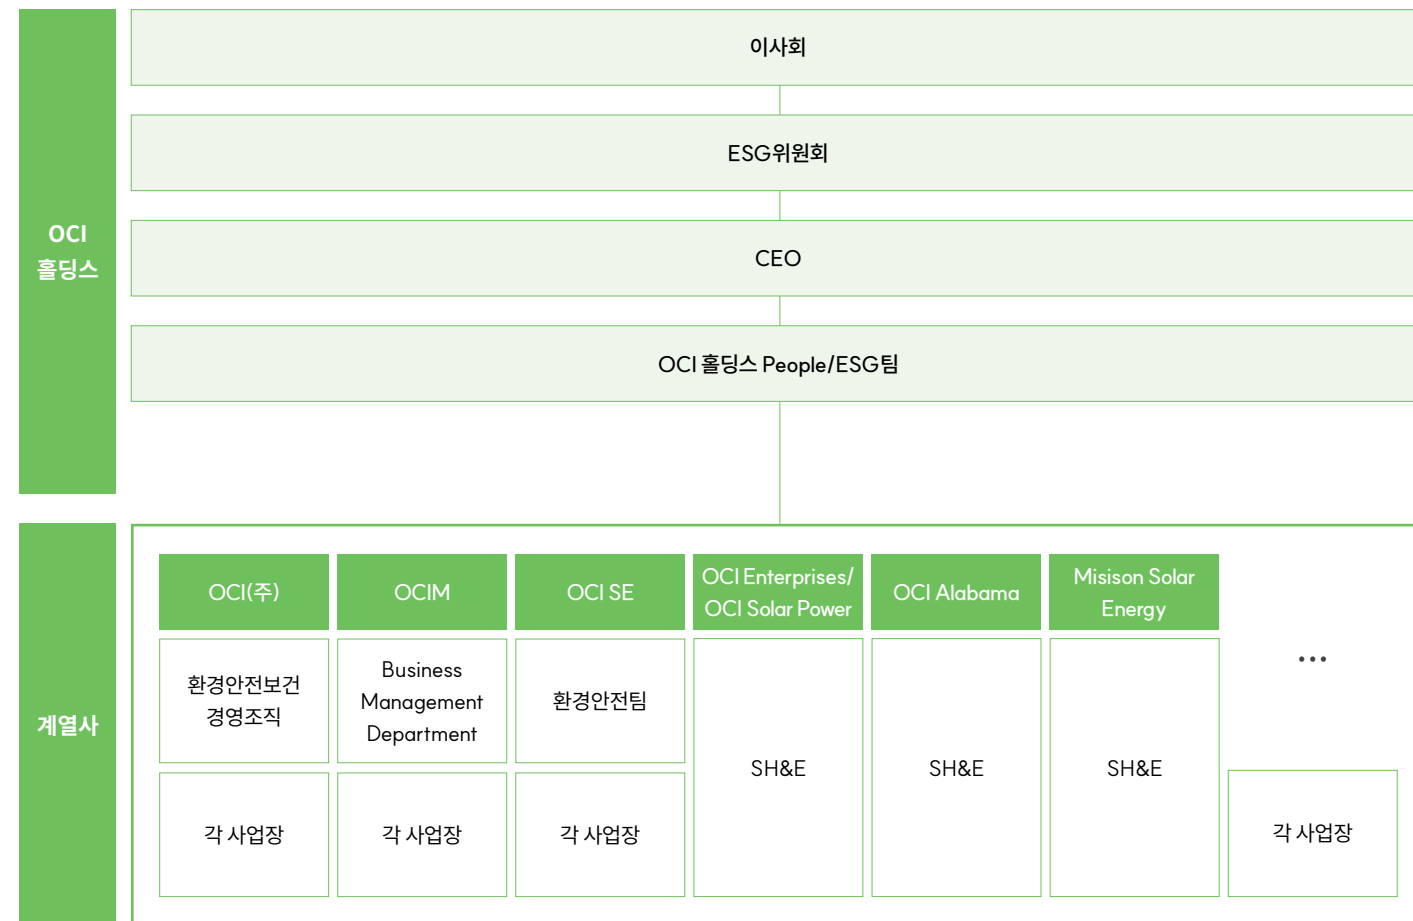 OCI
홀딩스
이사회
ESG위원회
CEO
OCI 홀딩스 People/ESG팀
계열사
OCI(주)
환경안전보건
경영조직
각 사업장
OCIM
Business
Management
Department
각 사업장
OCI SE
환경안전팀
각 사업장
OCI Enterprises/
OCI Solar Power
SH&E
OCI Alabama
SH&E
Misison Solar
Energy
SH&E
...
각 사업장